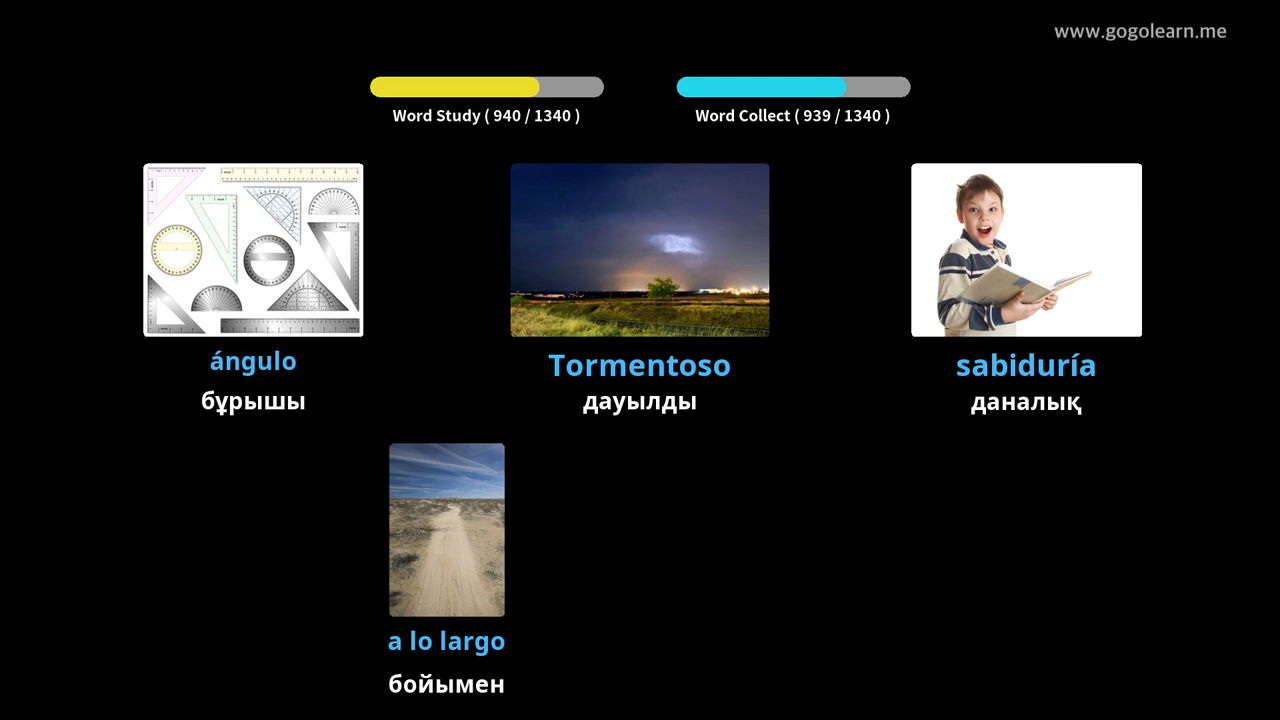 www.gogolearn.me
Word Study ( 940 / 1340 )
Word Collect ( 939 / 1340 )
ángulo
бұрышы
Tormentoso
дауылды
sabiduría
даналық
a lo largo
бойымен